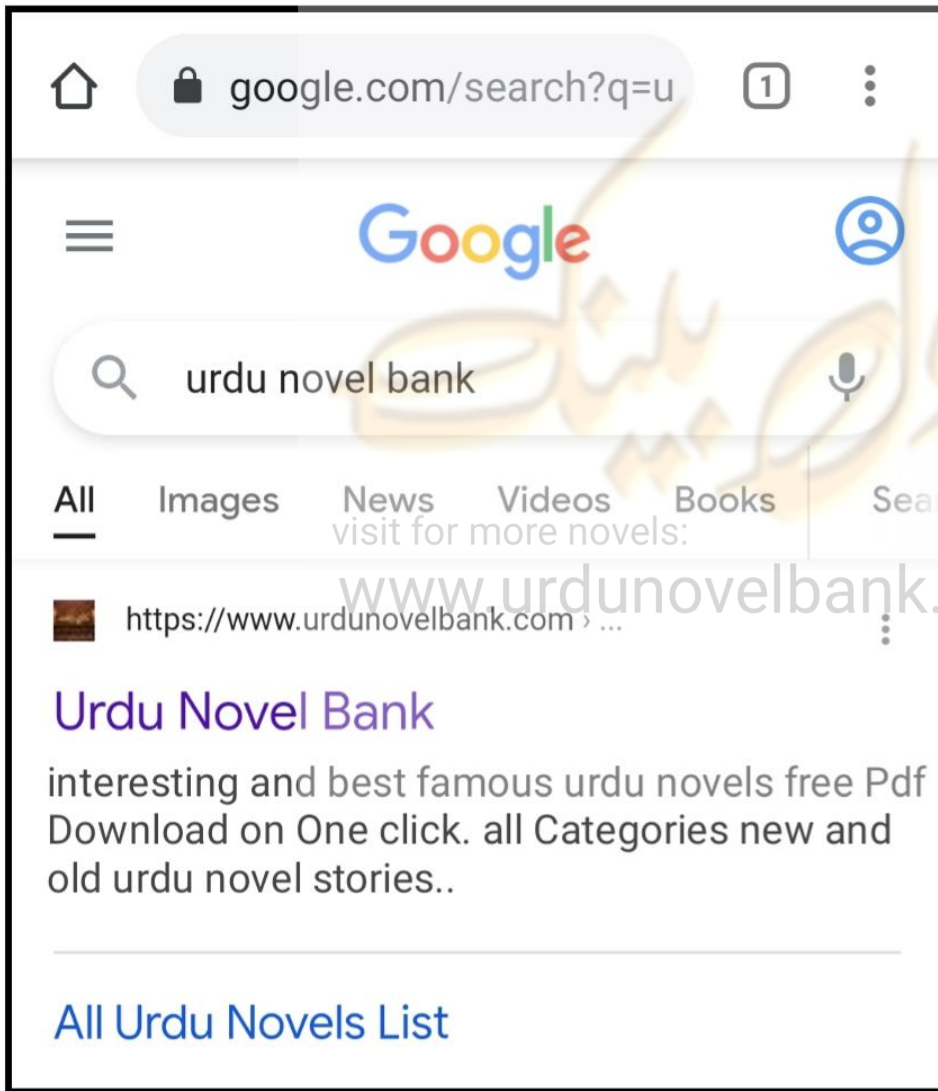 google.com/search?q=u
1
Google
urdu novel bank
All Images News Videos Books Sea
visit for more novels:
www.urdunovelbank.
https://www.urdunovelbank.com › ...
Urdu Novel Bank
interesting and best famous urdu novels free Pdf
Download on One click. all Categories new and
old urdu novel stories..
All Urdu Novels List